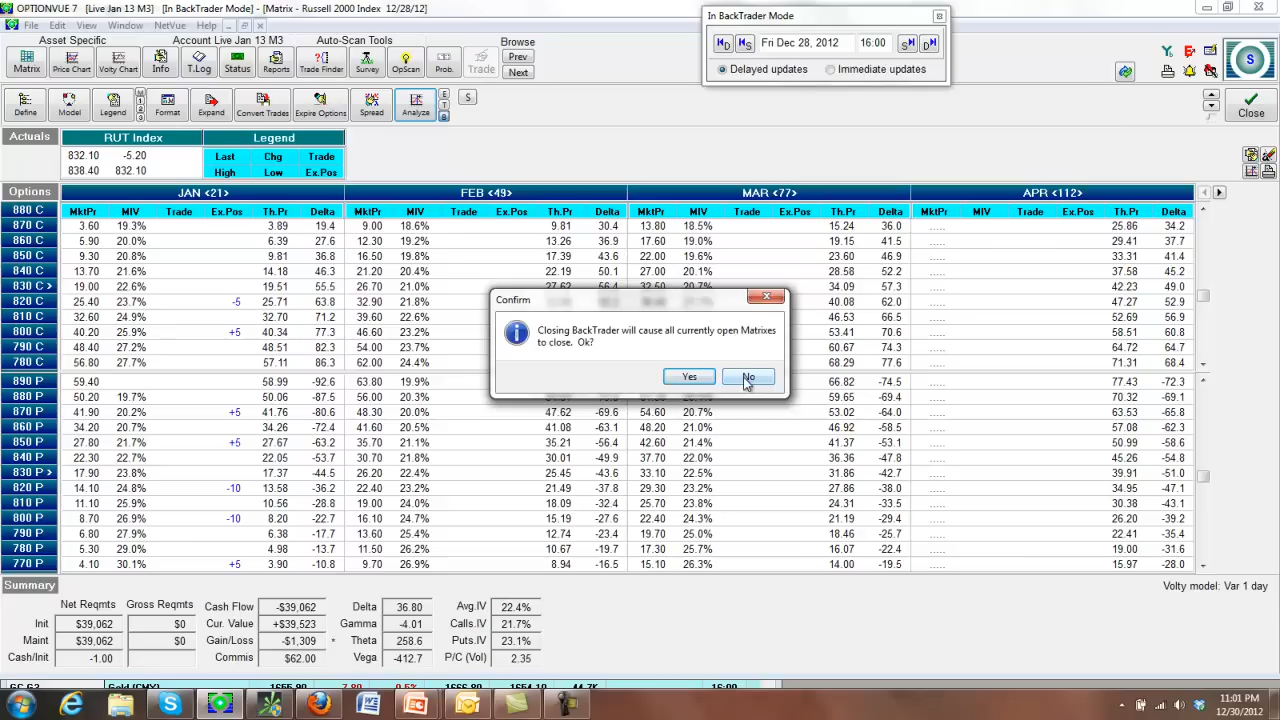 OPTIONVUE 7 [Live Jan 13 M3] (In BackTrader Mode) - [Matrix - Russell 2000 Index 12/28/12]
File Edit View Window NetVue Help
Asset Specific Account Live Jan 13 M3 Auto-Scan Tools Browse
Matrix Price Chart Volty Chart Info T.Log Status Reports Trade Finder Survey OpScan Prob. Trade Prev Next
Define Model Legend M 1 2 3 Format Expand Convert Trades Expire Options Spread Analyze E T B S Close
In BackTrader Mode
D S Fri Dec 28, 2012 16:00 S D
Delayed updates Immediate updates
Actuals RUT Index Legend
832.10 -5.20 Last Chg Trade
838.40 832.10 High Low Ex.Pos
Options JAN <21> FEB <49> MAR <77> APR <112>
880 C MktPr MIV Trade Ex.Pos Th.Pr Delta MktPr MIV Trade Ex.Pos Th.Pr Delta MktPr MIV Trade Ex.Pos Th.Pr Delta MktPr MIV Trade Ex.Pos Th.Pr Delta
870 C 3.60 19.3% 3.89 19.4 9.00 18.6% 9.81 30.4 13.80 18.5% 15.24 36.0 ..... 25.86 34.2
860 C 5.90 20.0% 6.39 27.6 12.30 19.2% 13.26 36.9 17.60 19.0% 19.15 41.5 ..... 29.41 37.7
850 C 9.30 20.8% 9.81 36.8 16.50 19.8% 17.39 43.6 22.00 19.6% 23.60 46.9 ..... 33.31 41.4
840 C 13.70 21.6% 14.18 46.3 21.20 20.4% 22.19 50.1 27.00 20.1% 28.58 52.2 ..... 37.58 45.2
830 C > 19.00 22.6% 19.51 55.5 26.70 21.0% 27.62 56.4 32.50 20.7% 34.09 57.3 ..... 42.23 49.0
820 C 25.40 23.7% -5 25.71 63.8 32.90 21.8% 40.08 62.0 ..... 47.27 52.9
810 C 32.60 24.9% 32.70 71.2 39.60 22.6% 46.53 66.5 ..... 52.69 56.9
800 C 40.20 25.9% +5 40.34 77.3 46.60 23.2% 53.41 70.6 ..... 58.51 60.8
790 C 48.40 27.2% 48.51 82.3 54.00 23.7% 60.67 74.3 ..... 64.72 64.7
780 C 56.80 27.7% 57.11 86.3 62.00 24.4% 68.29 77.6 ..... 71.31 68.4
890 P 59.40 58.99 -92.6 63.80 19.9% 66.82 -74.5 ..... 77.43 -72.3
880 P 50.20 19.7% 50.06 -87.5 56.00 20.3% 59.65 -69.4 ..... 70.32 -69.1
870 P 41.90 20.2% +5 41.76 -80.6 48.30 20.0% 47.62 -69.6 54.60 20.7% 53.02 -64.0 ..... 63.53 -65.8
860 P 34.20 20.7% 34.26 -72.4 41.60 20.5% 41.08 -63.1 48.20 21.0% 46.92 -58.5 ..... 57.08 -62.3
850 P 27.80 21.7% +5 27.67 -63.2 35.70 21.1% 35.21 -56.4 42.60 21.4% 41.37 -53.1 ..... 50.99 -58.6
840 P 22.30 22.7% 22.05 -53.7 30.70 21.8% 30.01 -49.9 37.70 22.0% 36.36 -47.8 ..... 45.26 -54.8
830 P > 17.90 23.8% 17.37 -44.5 26.20 22.4% 25.45 -43.6 33.10 22.5% 31.86 -42.7 ..... 39.91 -51.0
820 P 14.10 24.8% -10 13.58 -36.2 22.40 23.2% 21.49 -37.8 29.30 23.2% 27.86 -38.0 ..... 34.95 -47.1
810 P 11.10 25.9% 10.56 -28.8 19.00 24.0% 18.09 -32.4 25.70 23.8% 24.29 -33.5 ..... 30.38 -43.1
800 P 8.70 26.9% -10 8.20 -22.7 16.10 24.7% 15.19 -27.6 22.40 24.3% 21.19 -29.4 ..... 26.20 -39.2
790 P 6.80 27.9% 6.38 -17.7 13.60 25.4% 12.74 -23.4 19.70 25.0% 18.46 -25.7 ..... 22.41 -35.4
780 P 5.30 29.0% 4.98 -13.7 11.50 26.2% 10.67 -19.7 17.30 25.7% 16.07 -22.4 ..... 19.00 -31.6
770 P 4.10 30.1% +5 3.90 -10.8 9.70 26.9% 8.94 -16.5 15.10 26.3% 14.00 -19.5 ..... 15.97 -28.0
Confirm
Closing BackTrader will cause all currently open Matrixes
to close. Ok?
Yes No
Summary Volty model: Var 1 day
Net Reqmts Gross Reqmts Cash Flow -$39,062 Delta 36.80 Avg.IV 22.4%
Init $39,062 $0 Cur. Value +$39,523 Gamma -4.01 Calls.IV 21.7%
Maint $39,062 $0 Gain/Loss -$1,309 * Theta 258.6 Puts.IV 23.1%
Cash/Init -1.00 Commis $62.00 Vega -412.7 P/C (Vol) 2.35
11:01 PM
12/30/2012